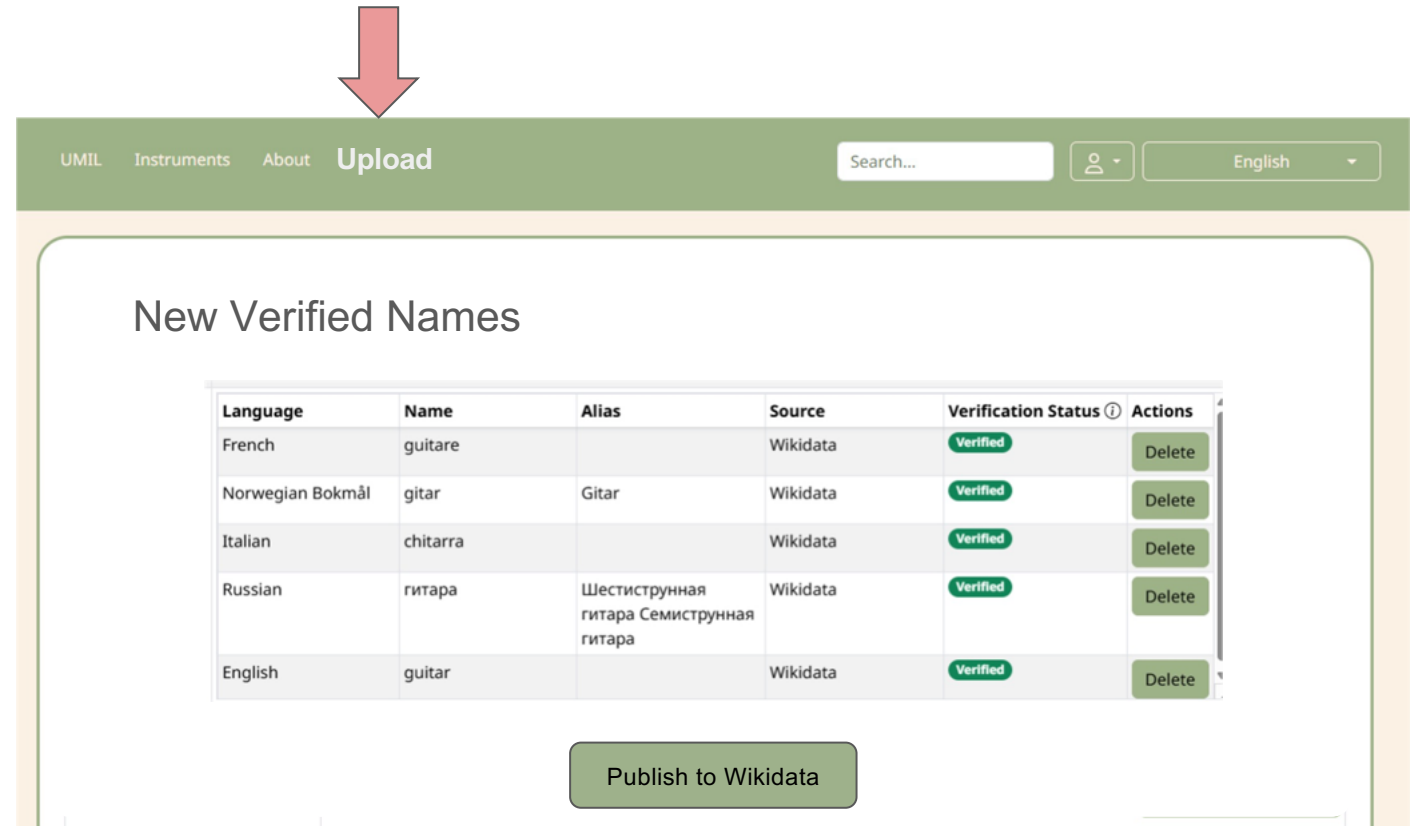 UMIL Instruments About Upload Search... English
New Verified Names
Language Name Alias Source Verification Status Actions
French guitare Wikidata Verified Delete
Norwegian Bokmål gitar Gitar Wikidata Verified Delete
Italian chitarra Wikidata Verified Delete
Russian гитара Шестиструнная Wikidata Verified Delete
гитара Семиструнная
гитара
English guitar Wikidata Verified Delete
Publish to Wikidata